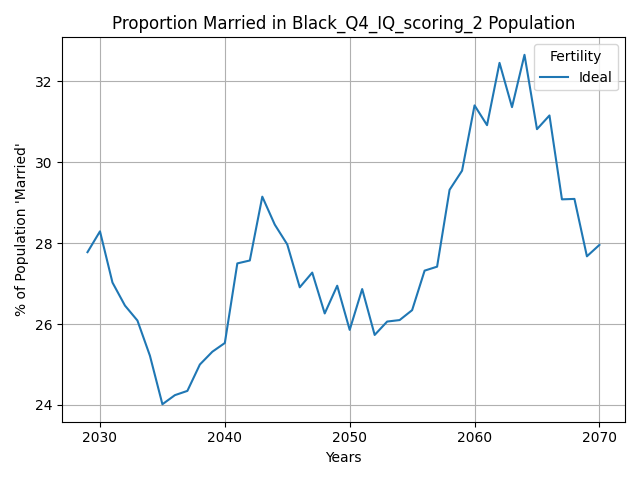 Proportion Married in Black_Q4_IQ_scoring_2 Population
Fertility
Ideal
% of Population 'Married'
32
30
28
26
24
2030 2040 2050 2060 2070
Years